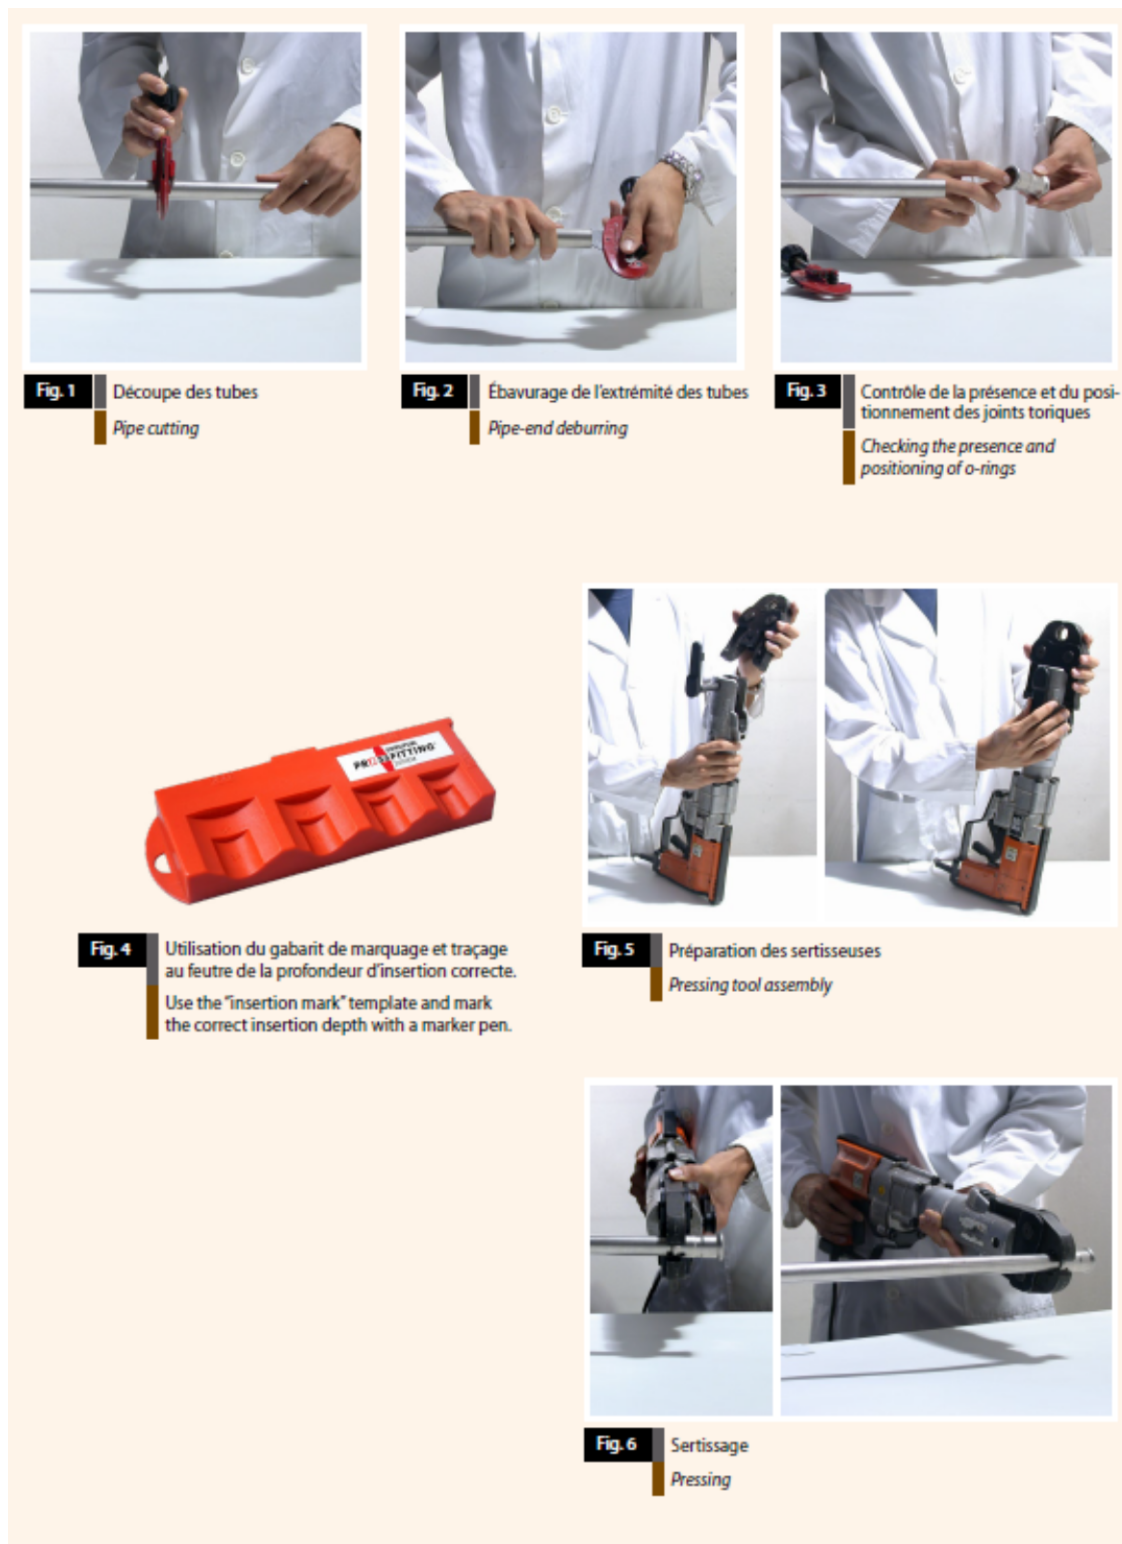 Fig. 1
Découpe des tubes
Pipe cutting
Fig. 2
Ébavurage de l'extrémité des tubes
Pipe-end deburring
Fig. 3
Contrôle de la présence et du posi-
tionnement des joints toriques
Checking the presence and
positioning of o-rings
FITTING
Fig. 4
Utilisation du gabarit de marquage et traçage
au feutre de la profondeur d'insertion correcte.
Use the "insertion mark" template and mark
the correct insertion depth with a marker pen.
Fig. 5
Préparation des sertisseuses
Pressing tool assembly
Fig. 6
Sertissage
Pressing